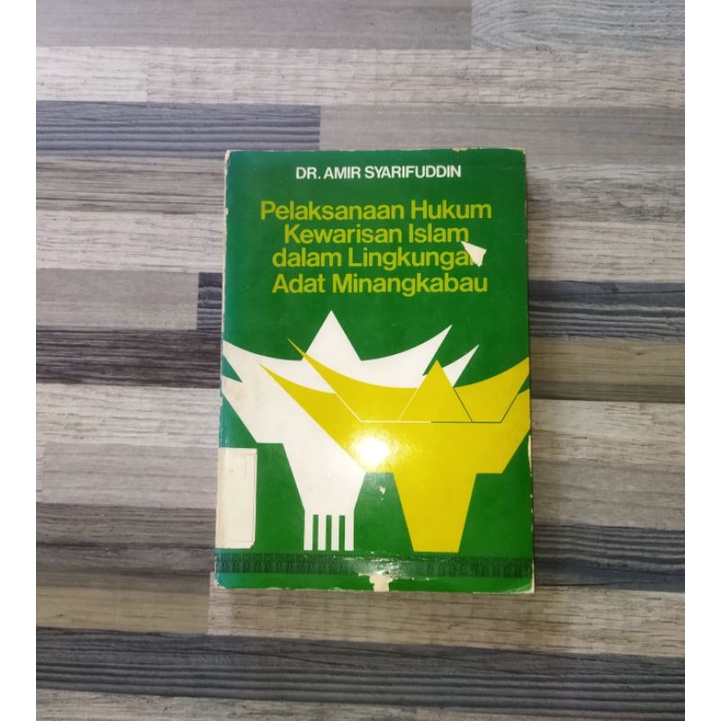 DR. AMIR SYARIFUDDIN
Pelaksanaan Hukum
Kewarisan Islam
dalam Lingkungan
Adat Minangkabau